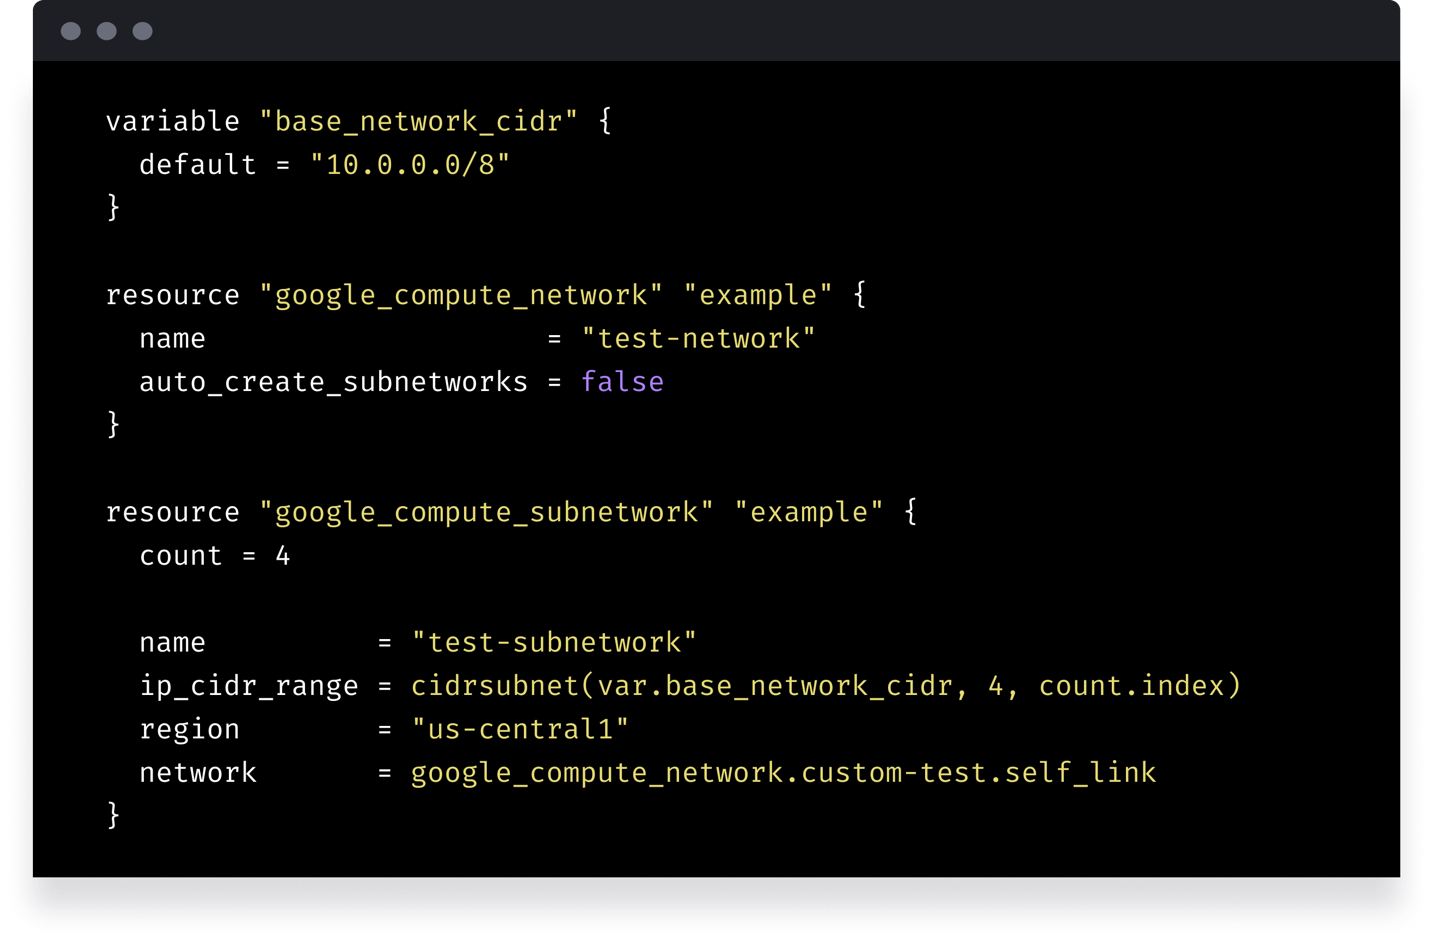 variable "base_network_cidr" {
  default = "10.0.0.0/8"
}
resource "google_compute_network" "example" {
  name                    = "test-network"
  auto_create_subnetworks = false
}
resource "google_compute_subnetwork" "example" {
  count = 4
  name          = "test-subnetwork"
  ip_cidr_range = cidrsubnet(var.base_network_cidr, 4, count.index)
  region        = "us-central1"
  network       = google_compute_network.custom-test.self_link
}